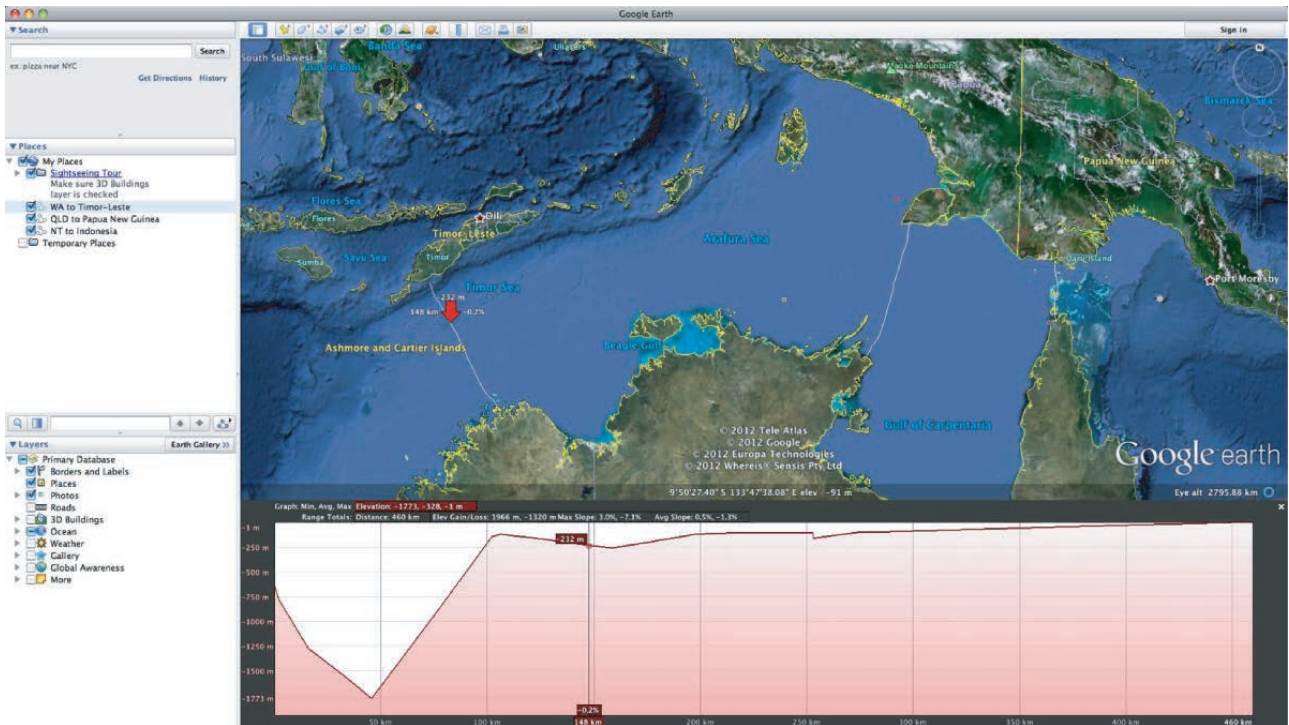 Google Earth
Search
Sign in
Search
ex: pizza near NYC
Get Directions History
Places
My Places
Sightseeing Tour
Make sure 3D Buildings
layer is checked
WA to Timor-Leste
QLD to Papua New Guinea
NT to Indonesia
Temporary Places
Layers
Earth Gallery >>
Primary Database
Borders and Labels
Places
Photos
Roads
3D Buildings
Ocean
Weather
Gallery
Global Awareness
More
South Sulawesi
Banda Sea
Gulf of Boni
Maoke Mountains
Papua
Bismarck Sea
N
Papua New Guinea
Flores Sea
Flores
Dili
Timor-Leste
Arafura Sea
Sumba
Savu Sea
Timor
Daru Island
Timor Sea
Port Moresby
-232 m
148 km
-0.2%
Ashmore and Cartier Islands
Beagle Gulf
Gulf of Carpentaria
© 2012 Tele Atlas
© 2012 Google
© 2012 Europa Technologies
© 2012 Whereis® Sensis Pty Ltd
Google earth
9°50'27.40" S 133°47'38.08" E elev -91 m
Eye alt 2795.88 km
Graph: Min, Avg, Max Elevation: -1773, -328, -1 m
Range Totals: Distance: 460 km Elev Gain/Loss: 1966 m, -1320 m Max Slope: 3.0%, -7.1% Avg Slope: 0.5%, -1.3%
-1 m
-232 m
-250 m
-500 m
-750 m
-1000 m
-1250 m
-1500 m
-1773 m
-0.2%
50 km 100 km 148 km 200 km 250 km 300 km 350 km 400 km 460 km